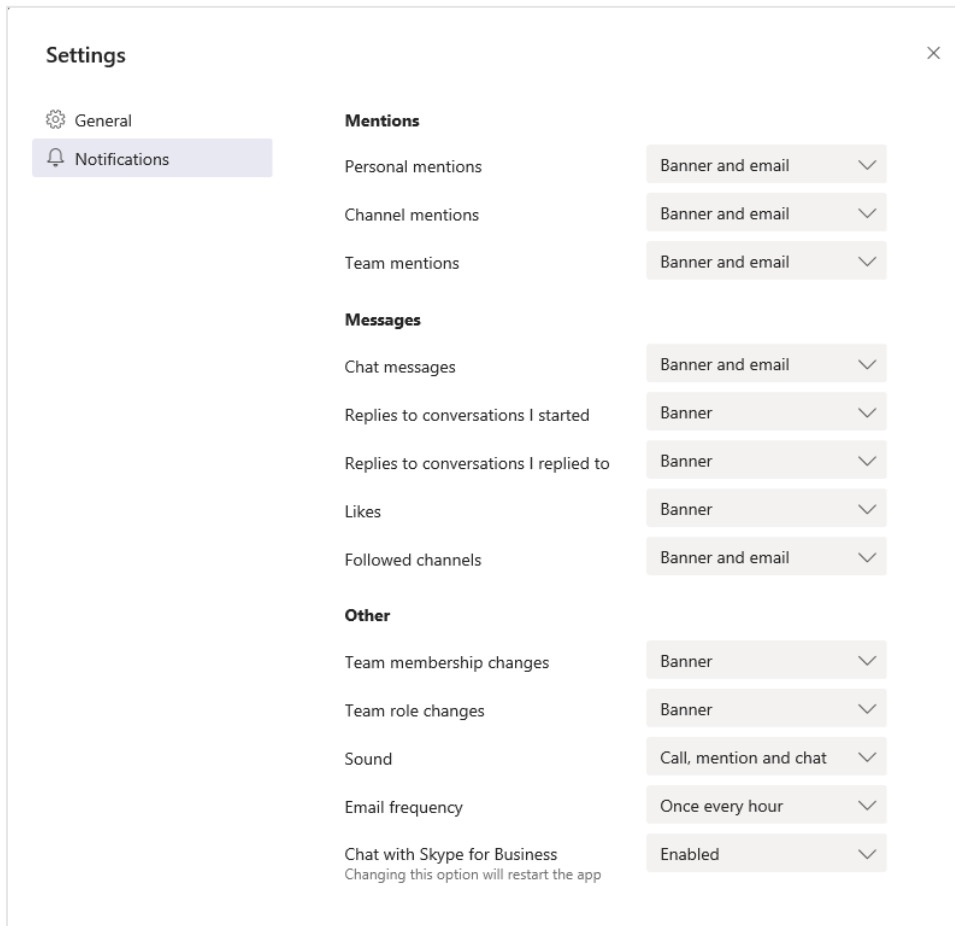 Settings
General
Notifications
Mentions
Personal mentions Banner and email
Channel mentions Banner and email
Team mentions Banner and email
Messages
Chat messages Banner and email
Replies to conversations I started Banner
Replies to conversations I replied to Banner
Likes Banner
Followed channels Banner and email
Other
Team membership changes Banner
Team role changes Banner
Sound Call, mention and chat
Email frequency Once every hour
Chat with Skype for Business Enabled
Changing this option will restart the app